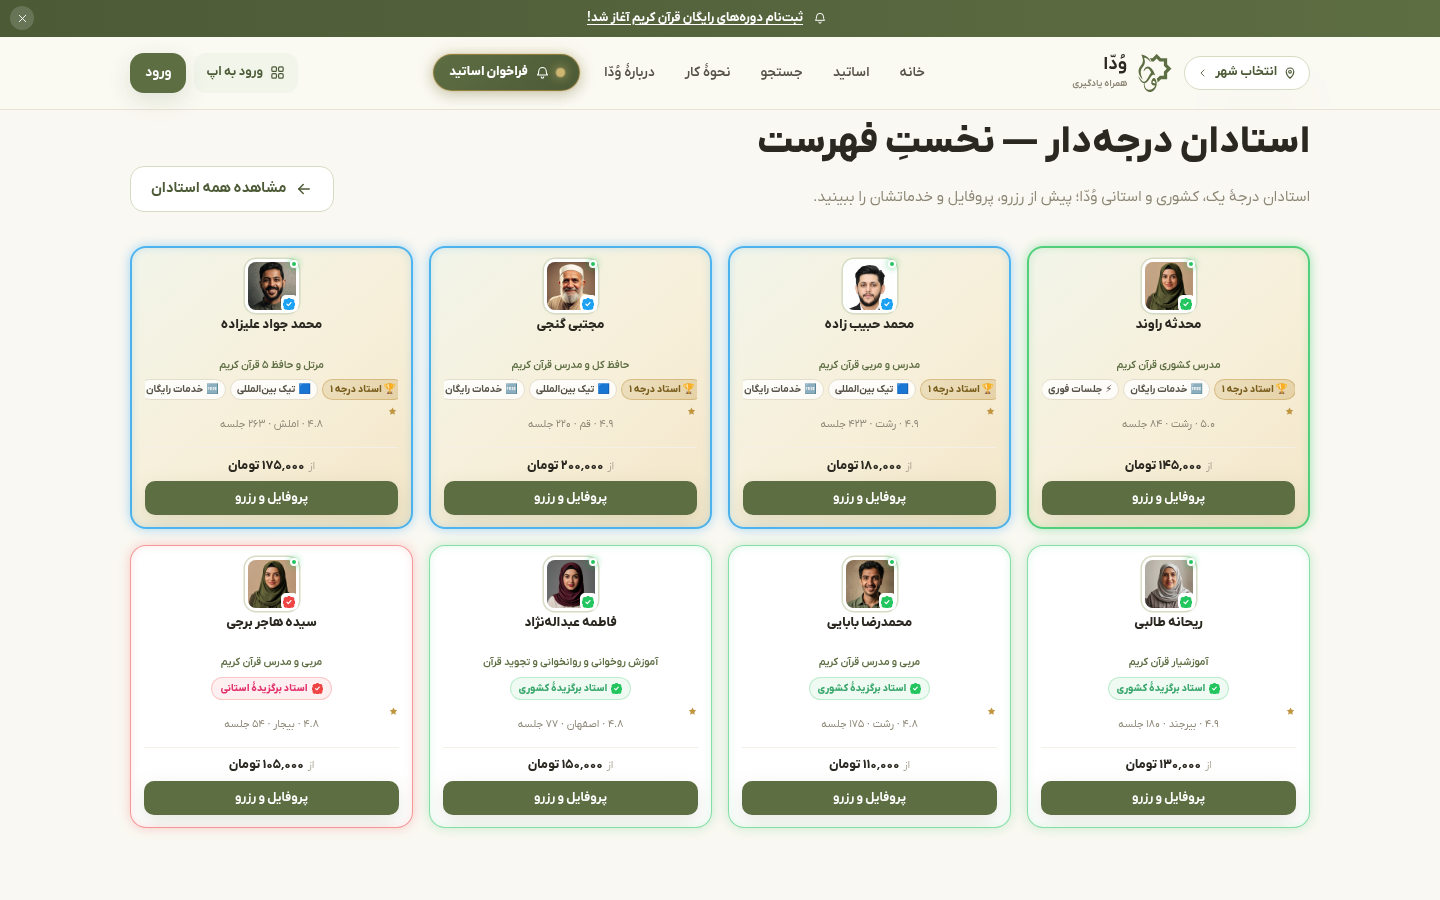 ثبت‌نام دوره‌های رایگان قرآن کریم آغاز شد!
انتخاب شهر
وُدّا
همراه یادگیری
خانه
اساتید
جستجو
نحوهٔ کار
دربارهٔ وُدّا
فراخوان اساتید
ورود به اپ
ورود
استادان درجه‌دار — نخستِ فهرست
استادان درجهٔ یک، کشوری و استانی وُدّا؛ پیش از رزرو، پروفایل و خدماتشان را ببینید.
مشاهده همه استادان
محدثه راوند
مدرس کشوری قرآن کریم
🏆 استاد درجه ۱
🆓 خدمات رایگان
⚡ جلسات فوری
۵.۰ · رشت · ۸۴ جلسه
از ۱۴۵,۰۰۰ تومان
پروفایل و رزرو
محمد حبیب زاده
مدرس و مربی قرآن کریم
🏆 استاد درجه ۱
🟦 تیک بین‌المللی
🆓 خدمات رایگان
۴.۹ · رشت · ۴۲۳ جلسه
از ۱۸۰,۰۰۰ تومان
پروفایل و رزرو
مجتبی گنجی
حافظ کل و مدرس قرآن کریم
🏆 استاد درجه ۱
🟦 تیک بین‌المللی
🆓 خدمات رایگان
۴.۹ · قم · ۲۲۰ جلسه
از ۲۰۰,۰۰۰ تومان
پروفایل و رزرو
محمد جواد علیزاده
مرتل و حافظ ۵ قرآن کریم
🏆 استاد درجه ۱
🟦 تیک بین‌المللی
🆓 خدمات رایگان
۴.۸ · املش · ۲۶۳ جلسه
از ۱۷۵,۰۰۰ تومان
پروفایل و رزرو
ریحانه طالبی
آموزشیار قرآن کریم
استاد برگزیدهٔ کشوری
۴.۹ · بیرجند · ۱۸۰ جلسه
از ۱۳۰,۰۰۰ تومان
پروفایل و رزرو
محمدرضا بابایی
مربی و مدرس قرآن کریم
استاد برگزیدهٔ کشوری
۴.۸ · رشت · ۱۷۵ جلسه
از ۱۱۰,۰۰۰ تومان
پروفایل و رزرو
فاطمه عبداله‌نژاد
آموزش روخوانی و روانخوانی و تجوید قرآن
استاد برگزیدهٔ کشوری
۴.۸ · اصفهان · ۷۷ جلسه
از ۱۵۰,۰۰۰ تومان
پروفایل و رزرو
سیده هاجر برجی
مربی و مدرس قرآن کریم
استاد برگزیدهٔ استانی
۴.۸ · بیجار · ۵۴ جلسه
از ۱۰۵,۰۰۰ تومان
پروفایل و رزرو